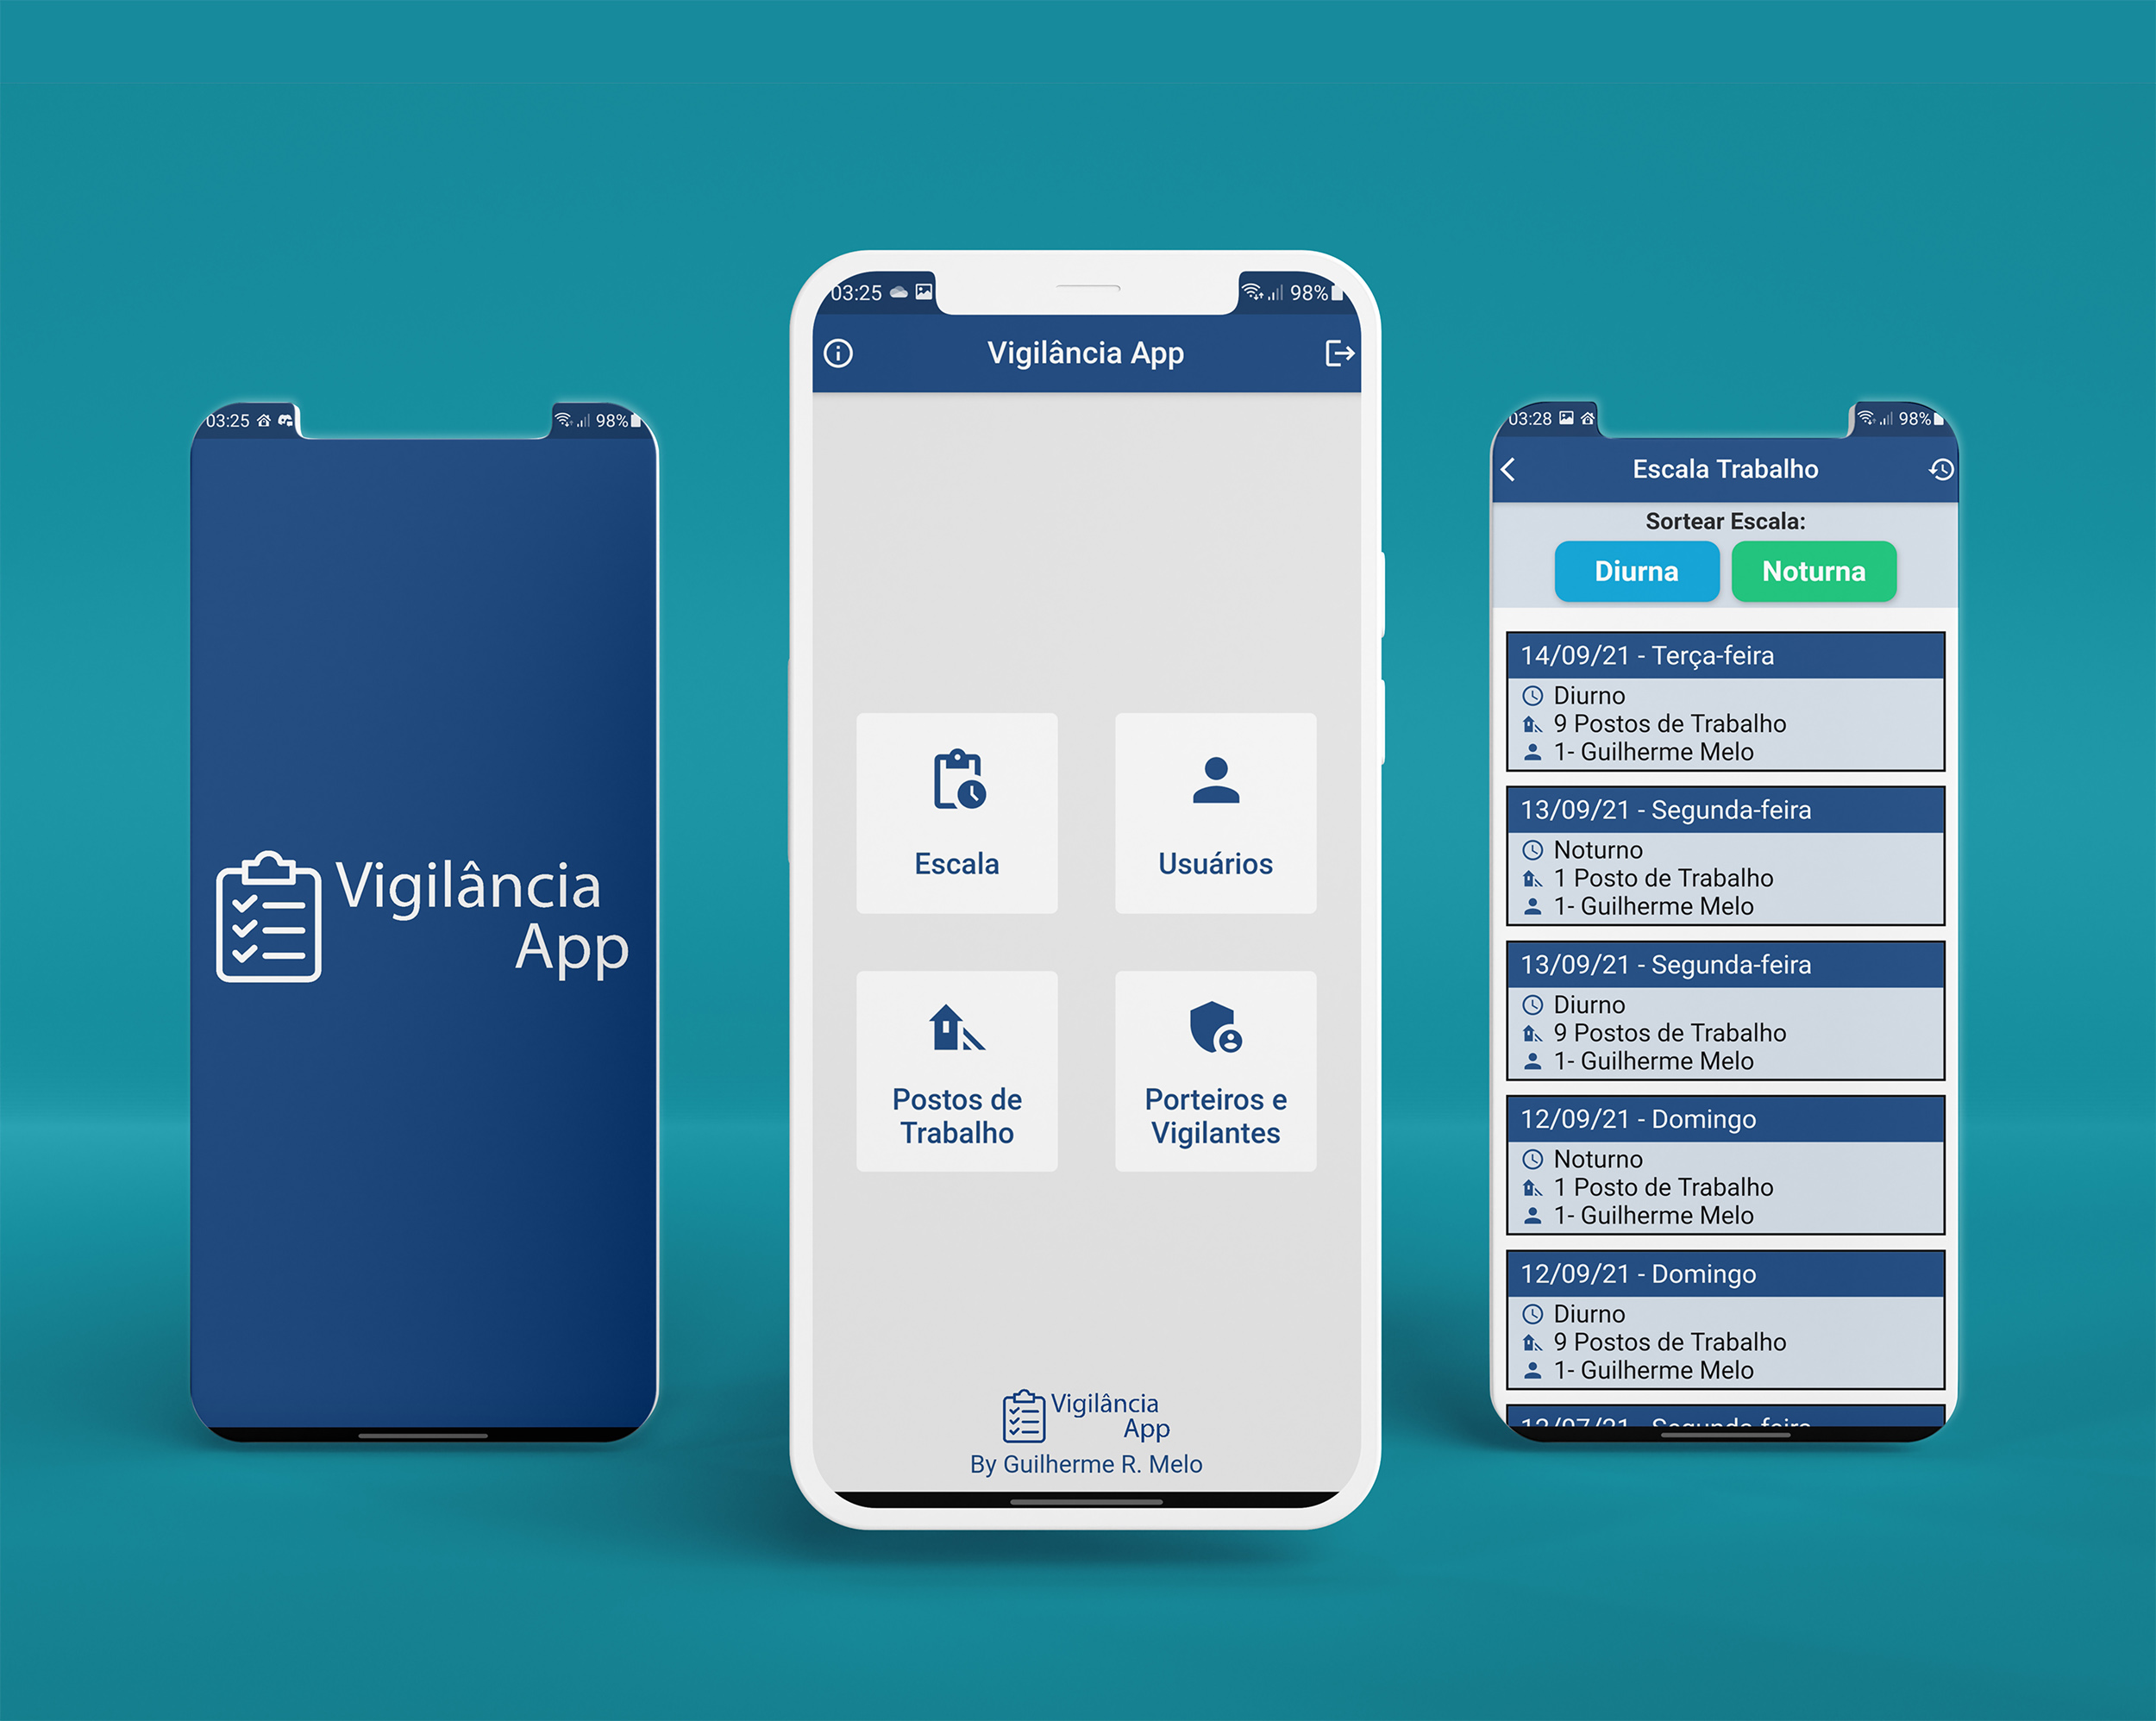 03:25
98%
Vigilância
App
03:25
98%
Vigilância App
Escala
Usuários
Postos de
Trabalho
Porteiros e
Vigilantes
Vigilância
App
By Guilherme R. Melo
03:28
98%
Escala Trabalho
Sortear Escala:
Diurna
Noturna
14/09/21 - Terça-feira
Diurno
9 Postos de Trabalho
1- Guilherme Melo
13/09/21 - Segunda-feira
Noturno
1 Posto de Trabalho
1- Guilherme Melo
13/09/21 - Segunda-feira
Diurno
9 Postos de Trabalho
1- Guilherme Melo
12/09/21 - Domingo
Noturno
1 Posto de Trabalho
1- Guilherme Melo
12/09/21 - Domingo
Diurno
9 Postos de Trabalho
1- Guilherme Melo
Segunda-feira